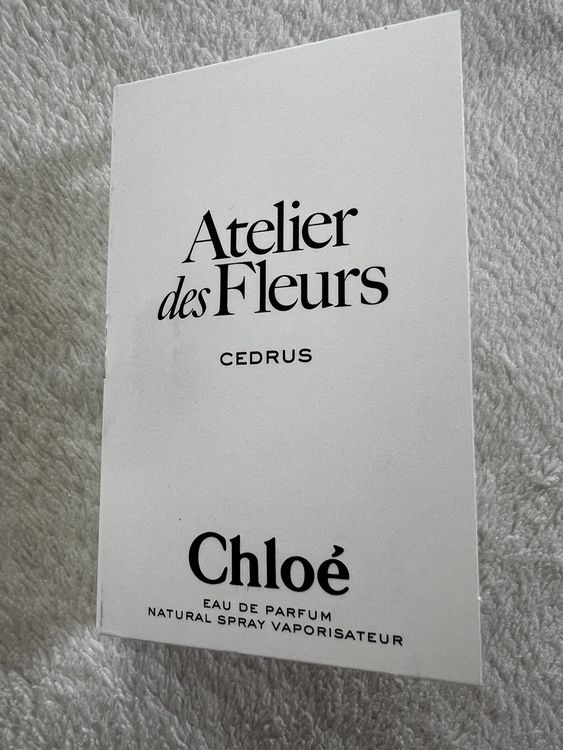 Atelier
des Fleurs
CEDRUS
Chloé
EAU DE PARFUM
NATURAL SPRAY VAPORISATEUR